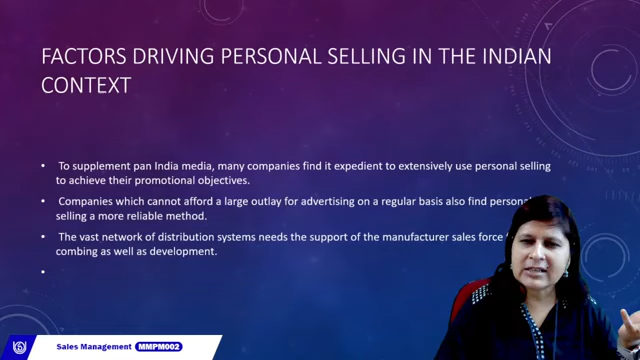 FACTORS DRIVING PERSONAL SELLING IN THE INDIAN
CONTEXT
• To supplement pan India media, many companies find it expedient to extensively use personal selling
to achieve their promotional objectives.
• Companies which cannot afford a large outlay for advertising on a regular basis also find personal
selling a more reliable method.
• The vast network of distribution systems needs the support of the manufacturer sales force
combing as well as development.
•
Sales Management MMPM002